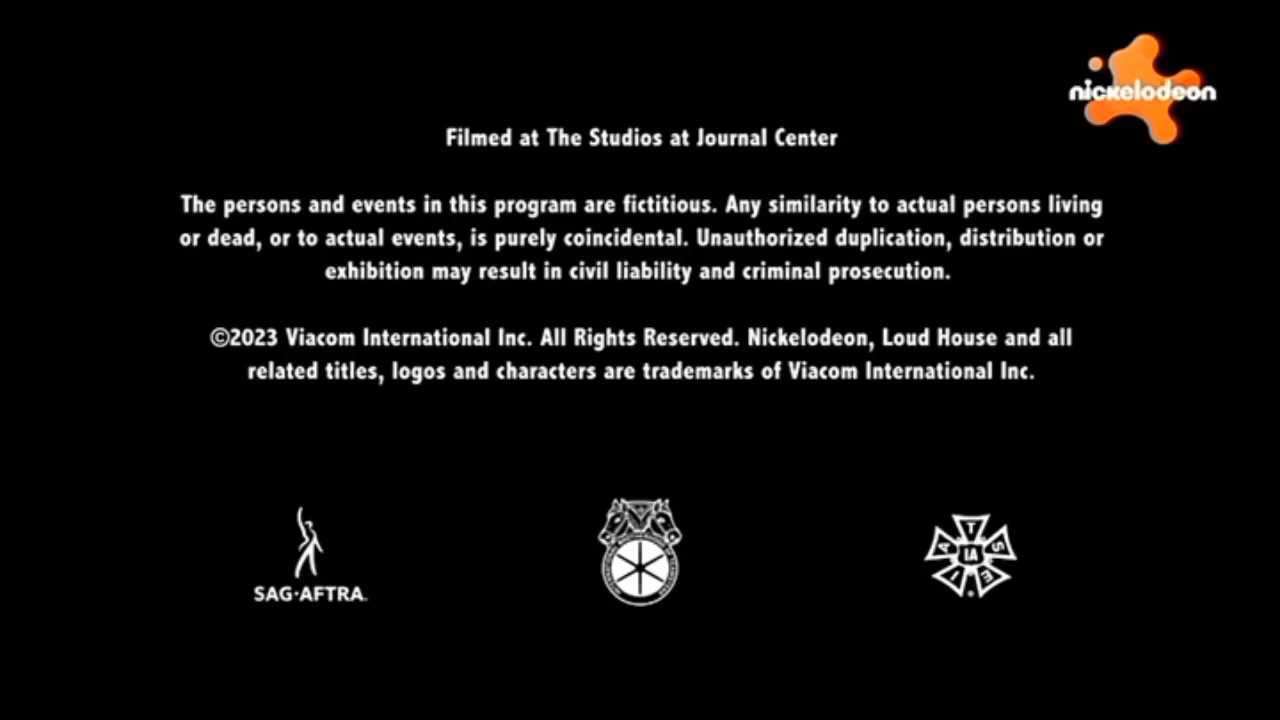 nickelodeon
Filmed at The Studios at Journal Center
The persons and events in this program are fictitious. Any similarity to actual persons living
or dead, or to actual events, is purely coincidental. Unauthorized duplication, distribution or
exhibition may result in civil liability and criminal prosecution.
©2023 Viacom International Inc. All Rights Reserved. Nickelodeon, Loud House and all
related titles, logos and characters are trademarks of Viacom International Inc.
SAG·AFTRA
IATSE
IA